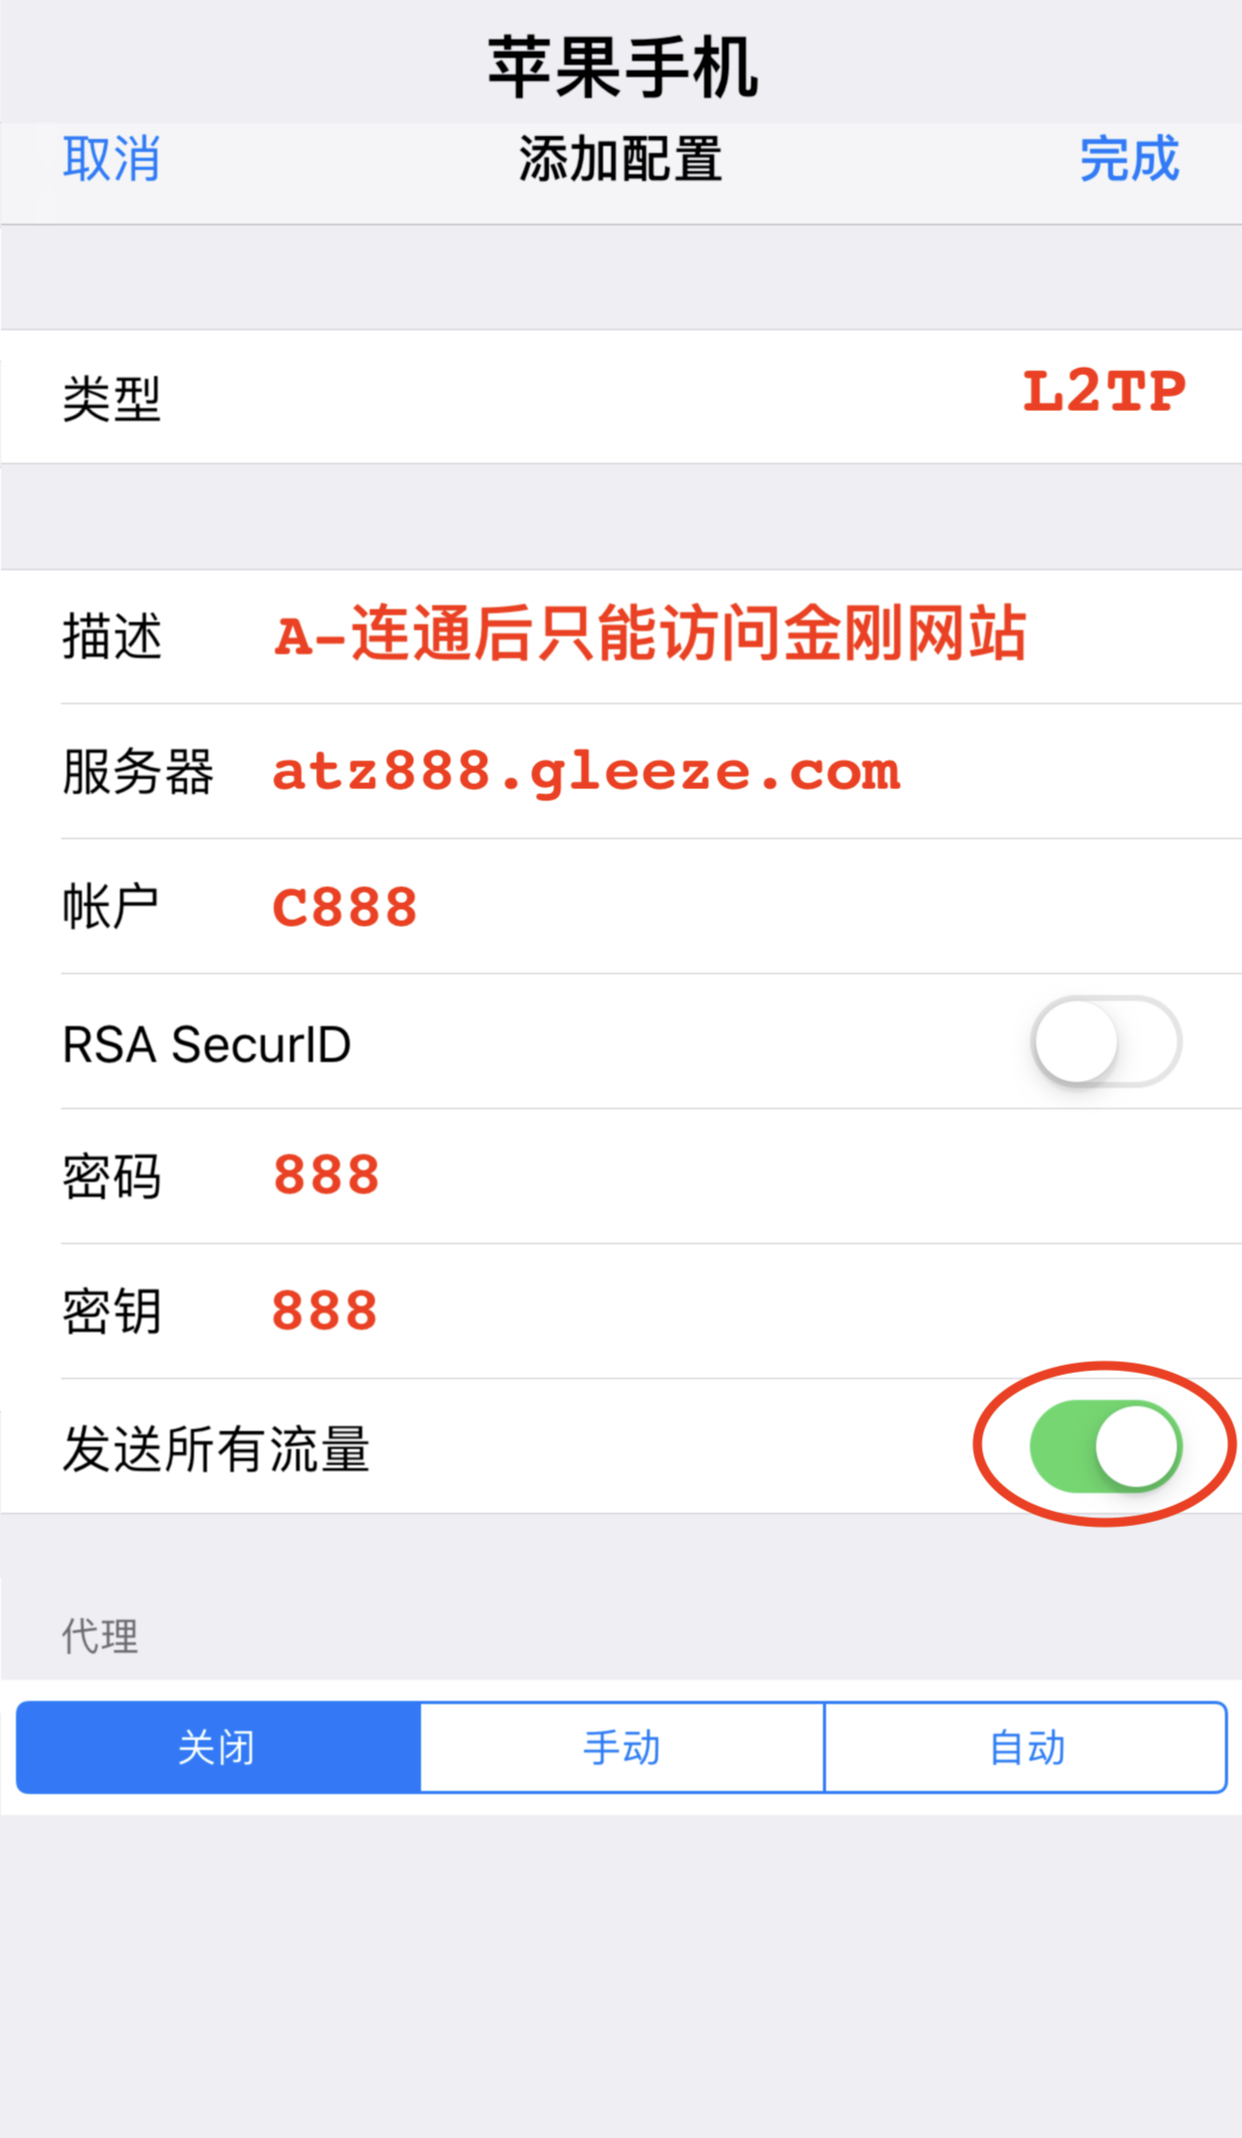 苹果手机
取消 添加配置 完成
类型 L2TP
描述 A-连通后只能访问金刚网站
服务器 atz888.gleeze.com
帐户 C888
RSA SecurID
密码 888
密钥 888
发送所有流量
代理
关闭 手动 自动